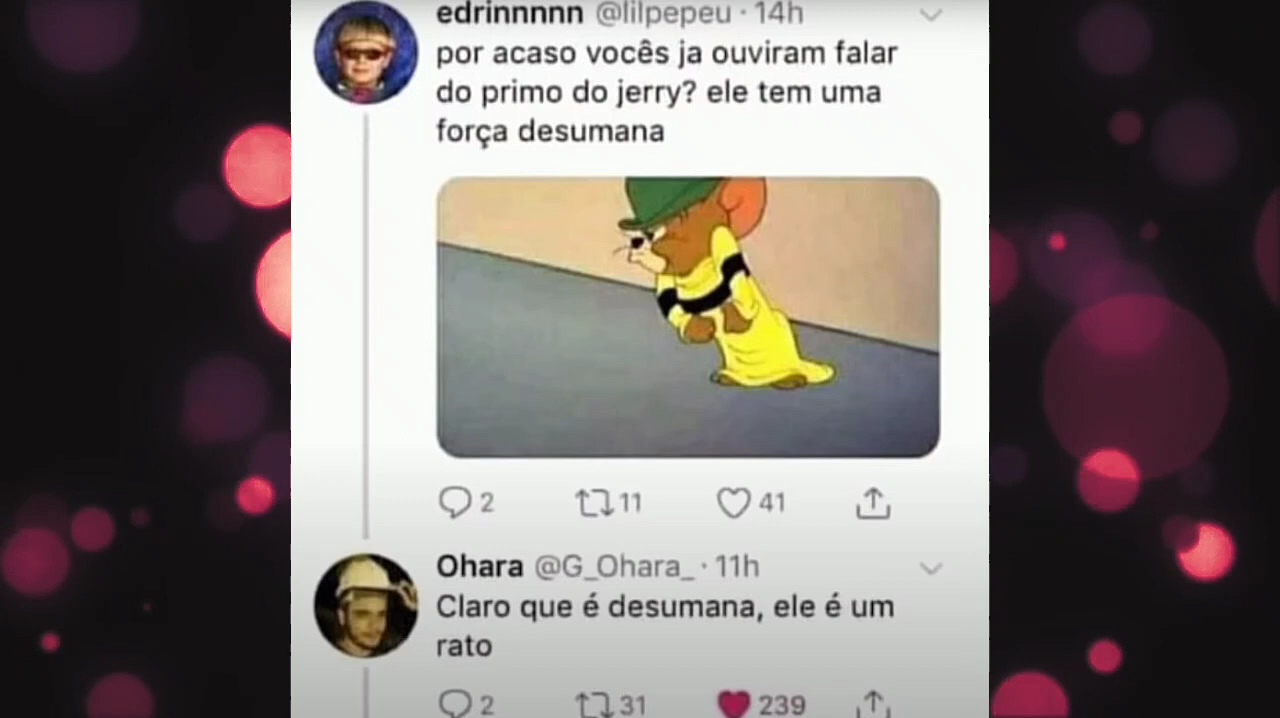 edrinnnnn @lilpepeu · 14h
por acaso vocês ja ouviram falar
do primo do jerry? ele tem uma
força desumana
2 11 41
Ohara @G_Ohara_ · 11h
Claro que é desumana, ele é um
rato
2 31 239